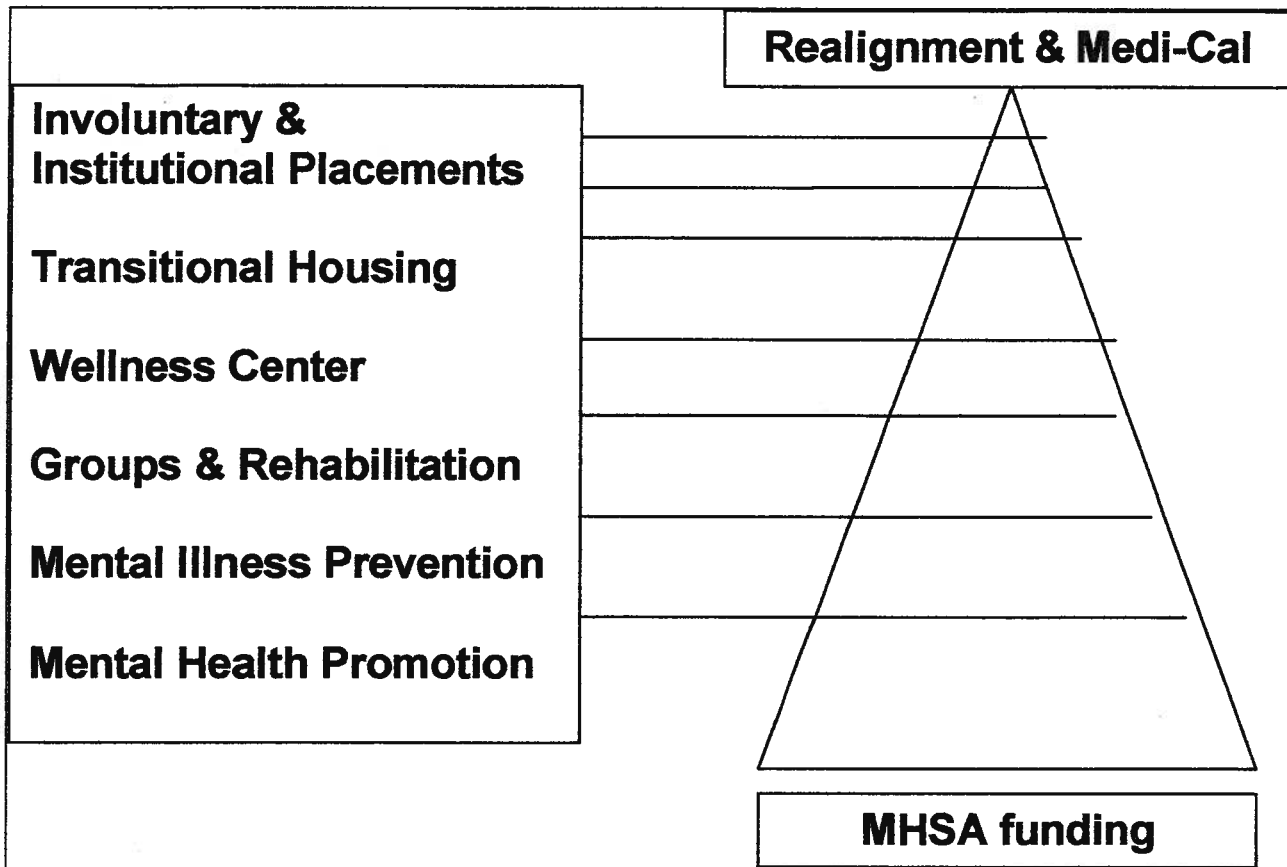 Realignment & Medi-Cal
Involuntary &
Institutional Placements
Transitional Housing
Wellness Center
Groups & Rehabilitation
Mental Illness Prevention
Mental Health Promotion
MHSA funding